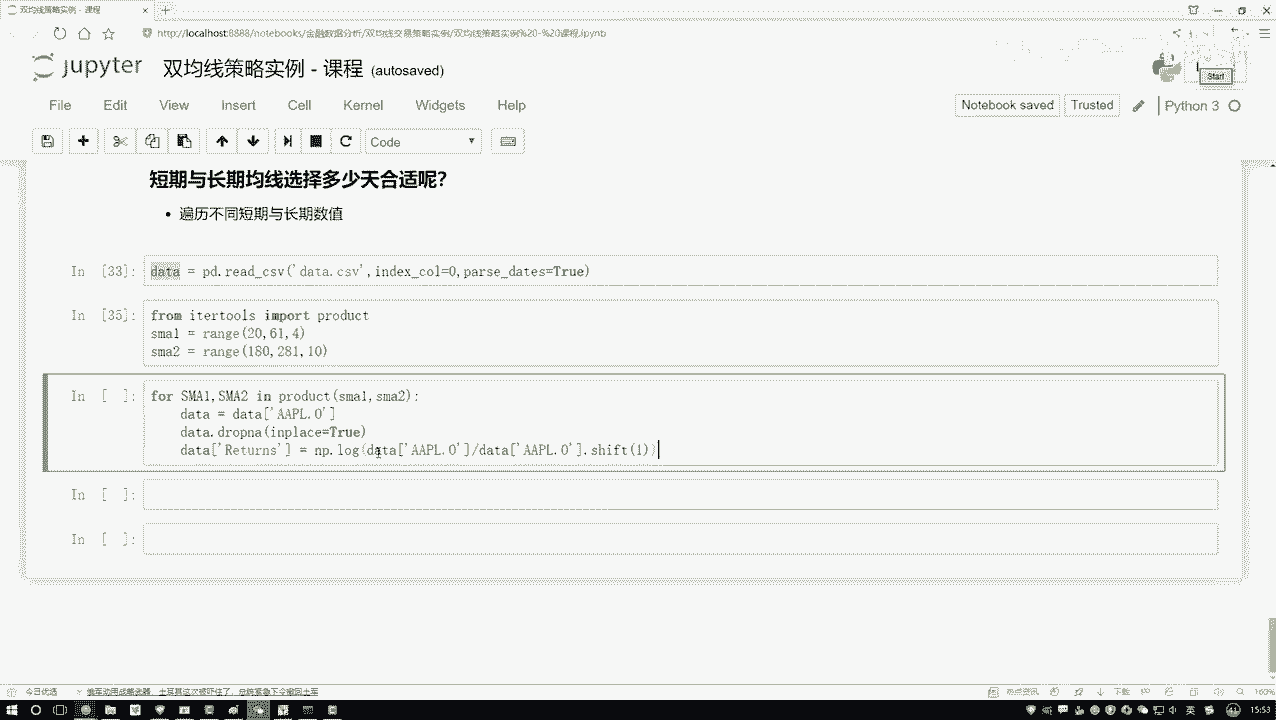 双均线策略实例 - 课程
http://localhost:8888/notebooks/金融数据分析/双均线交易策略实例/双均线策略实例%20-%20课程.ipynb
jupyter
双均线策略实例 - 课程 (autosaved)
Start
File Edit View Insert Cell Kernel Widgets Help
Notebook saved Trusted Python 3
Code
短期与长期均线选择多少天合适呢?
• 遍历不同短期与长期数值
In [33]:
data = pd.read_csv('data.csv',index_col=0,parse_dates=True)
In [35]:
from itertools import product
sma1 = range(20,61,4)
sma2 = range(180,281,10)
In [ ]:
for SMA1,SMA2 in product(sma1,sma2):
data = data['AAPL.O']
data.dropna(inplace=True)
data['Returns'] = np.log(data['AAPL.O']/data['AAPL.O'].shift(1))
In [ ]:
In [ ]:
今日优选
热点资讯
下载
160%
英
15:53